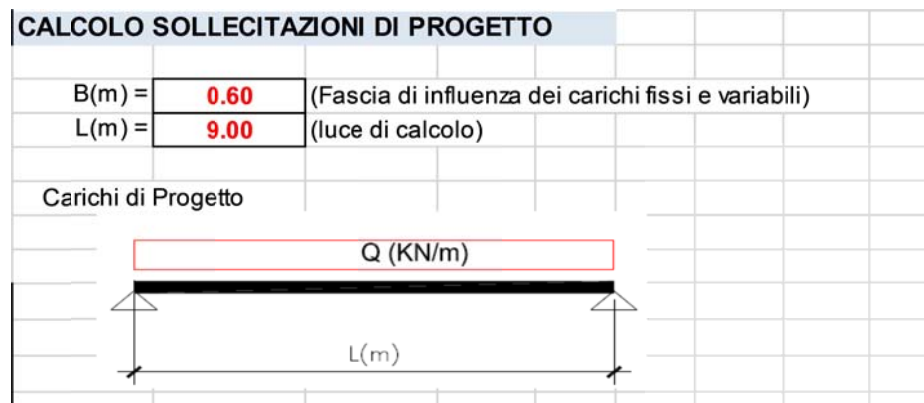 CALCOLO SOLLECITAZIONI DI PROGETTO
B(m) = 0.60 (Fascia di influenza dei carichi fissi e variabili)
L(m) = 9.00 (luce di calcolo)
Carichi di Progetto
Q (KN/m)
L(m)